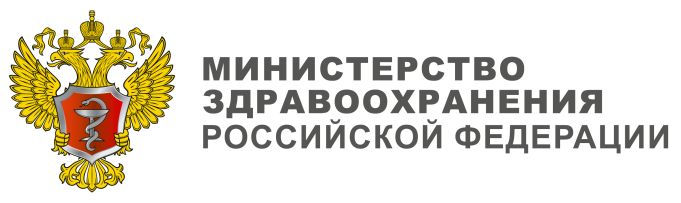 МИНИСТЕРСТВО
ЗДРАВООХРАНЕНИЯ
РОССИЙСКОЙ ФЕДЕРАЦИИ